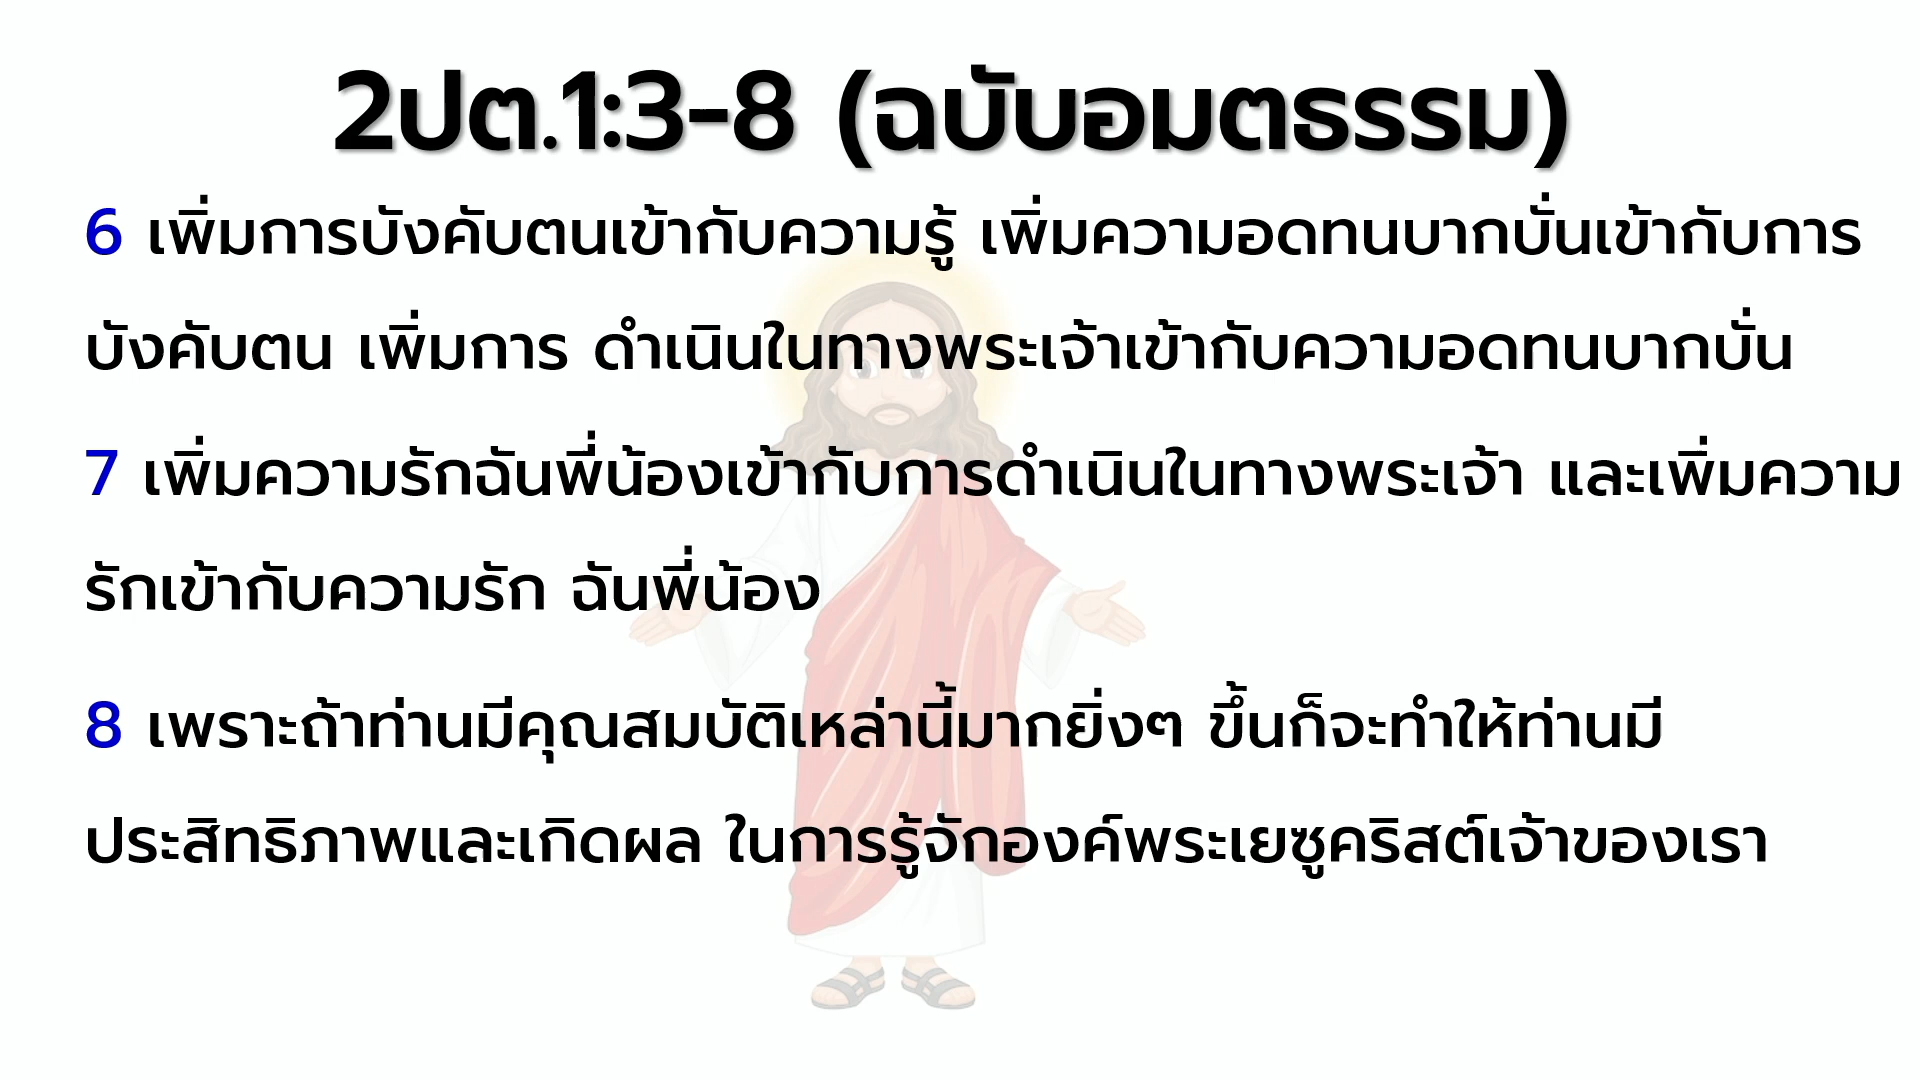 2ปต.1:3-8 (ฉบับอมตธรรม)
6 เพิ่มการบังคับตนเข้ากับความรู้ เพิ่มความอดทนบากบั่นเข้ากับการ
บังคับตน เพิ่มการ ดำเนินในทางพระเจ้าเข้ากับความอดทนบากบั่น
7 เพิ่มความรักฉันพี่น้องเข้ากับการดำเนินในทางพระเจ้า และเพิ่มความ
รักเข้ากับความรัก ฉันพี่น้อง
8 เพราะถ้าท่านมีคุณสมบัติเหล่านี้มากยิ่งๆ ขึ้นก็จะทำให้ท่านมี
ประสิทธิภาพและเกิดผล ในการรู้จักองค์พระเยซูคริสต์เจ้าของเรา